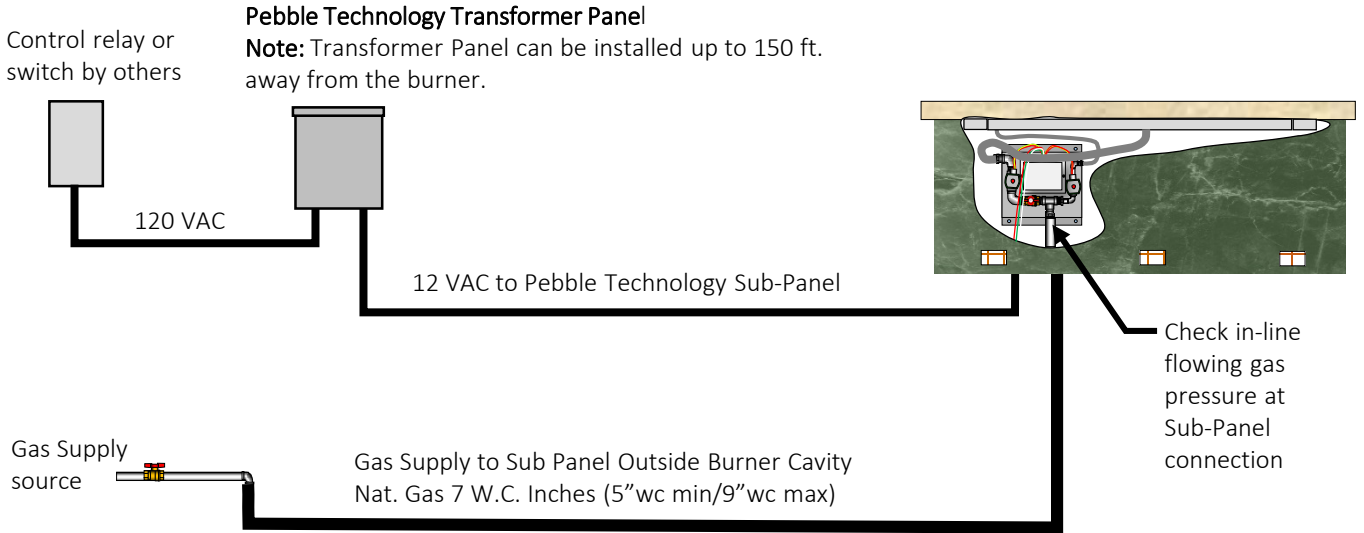 Pebble Technology Transformer Panel
Note: Transformer Panel can be installed up to 150 ft.
away from the burner.
Control relay or
switch by others
120 VAC
12 VAC to Pebble Technology Sub-Panel
Check in-line
flowing gas
pressure at
Sub-Panel
connection
Gas Supply
source
Gas Supply to Sub Panel Outside Burner Cavity
Nat. Gas 7 W.C. Inches (5”wc min/9”wc max)